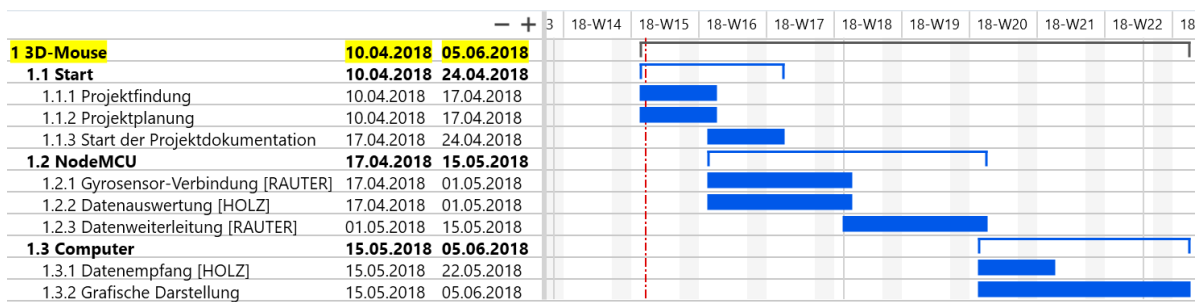 − + 3 18-W14 18-W15 18-W16 18-W17 18-W18 18-W19 18-W20 18-W21 18-W22 18
1 3D-Mouse 10.04.2018 05.06.2018
1.1 Start 10.04.2018 24.04.2018
1.1.1 Projektfindung 10.04.2018 17.04.2018
1.1.2 Projektplanung 10.04.2018 17.04.2018
1.1.3 Start der Projektdokumentation 17.04.2018 24.04.2018
1.2 NodeMCU 17.04.2018 15.05.2018
1.2.1 Gyrosensor-Verbindung [RAUTER] 17.04.2018 01.05.2018
1.2.2 Datenauswertung [HOLZ] 17.04.2018 01.05.2018
1.2.3 Datenweiterleitung [RAUTER] 01.05.2018 15.05.2018
1.3 Computer 15.05.2018 05.06.2018
1.3.1 Datenempfang [HOLZ] 15.05.2018 22.05.2018
1.3.2 Grafische Darstellung 15.05.2018 05.06.2018